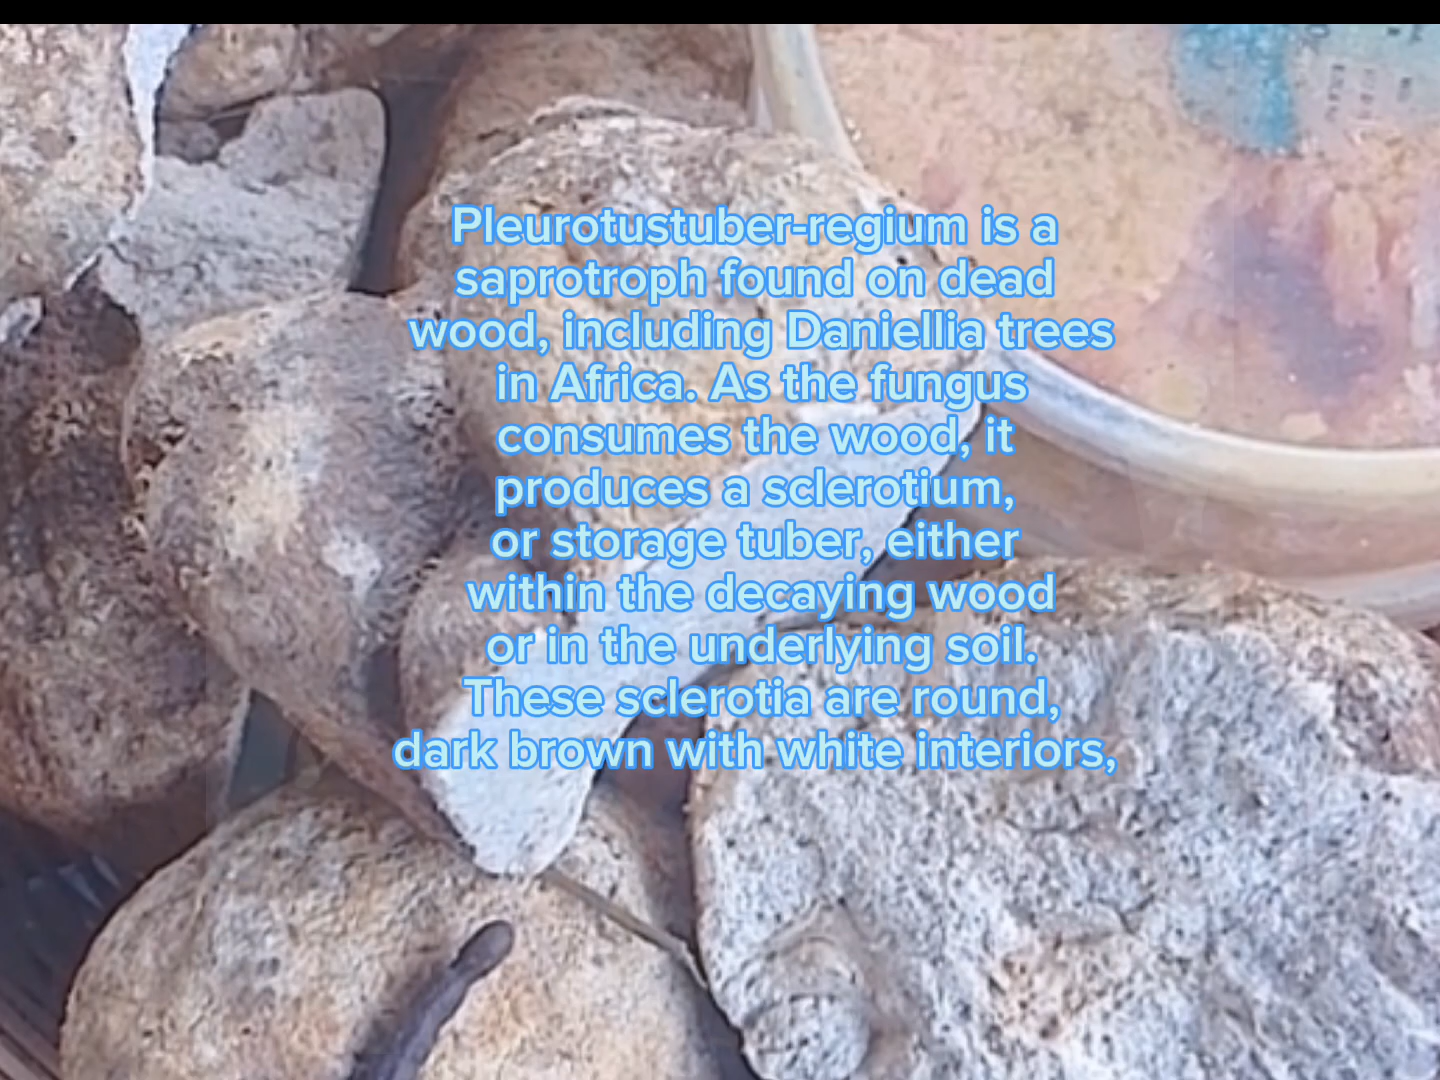 Pleurotustuber-regium is a
saprotroph found on dead
wood, including Daniellia trees
in Africa. As the fungus
consumes the wood, it
produces a sclerotium,
or storage tuber, either
within the decaying wood
or in the underlying soil.
These sclerotia are round,
dark brown with white interiors,